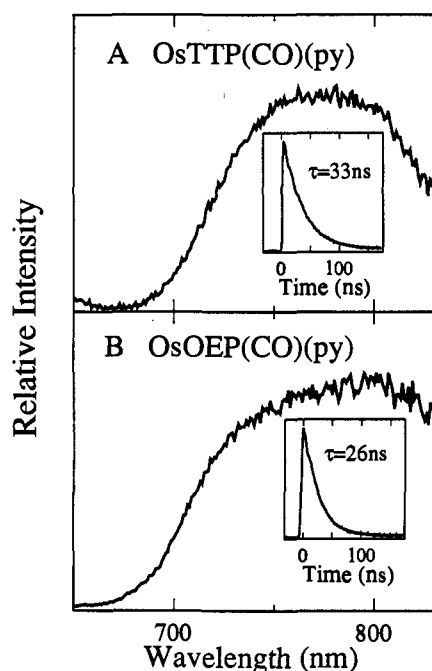 A OsTTP(CO)(py)
τ=33ns
0 100
Time (ns)
B OsOEP(CO)(py)
τ=26ns
0 100
Time (ns)
700 800
Wavelength (nm)
Relative Intensity